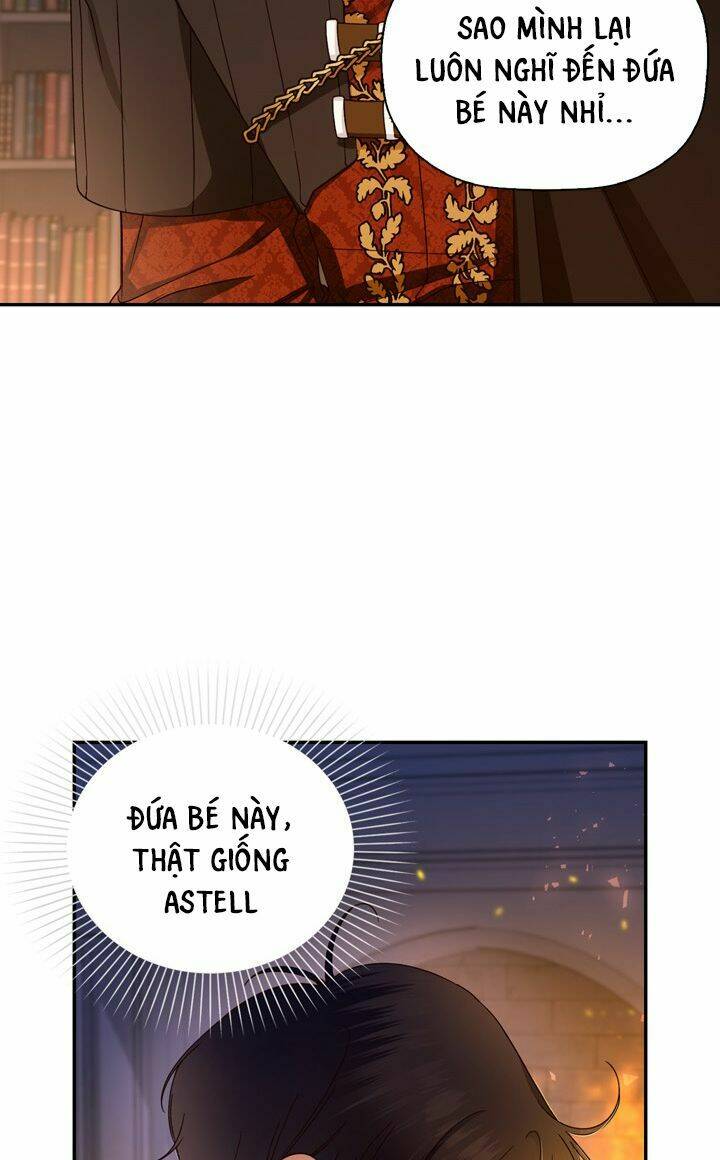 SAO MÌNH LẠI
LUÔN NGHĨ ĐẾN ĐỨA
BÉ NÀY NHỈ...
ĐỨA BÉ NÀY,
THẬT GIỐNG
ASTELL